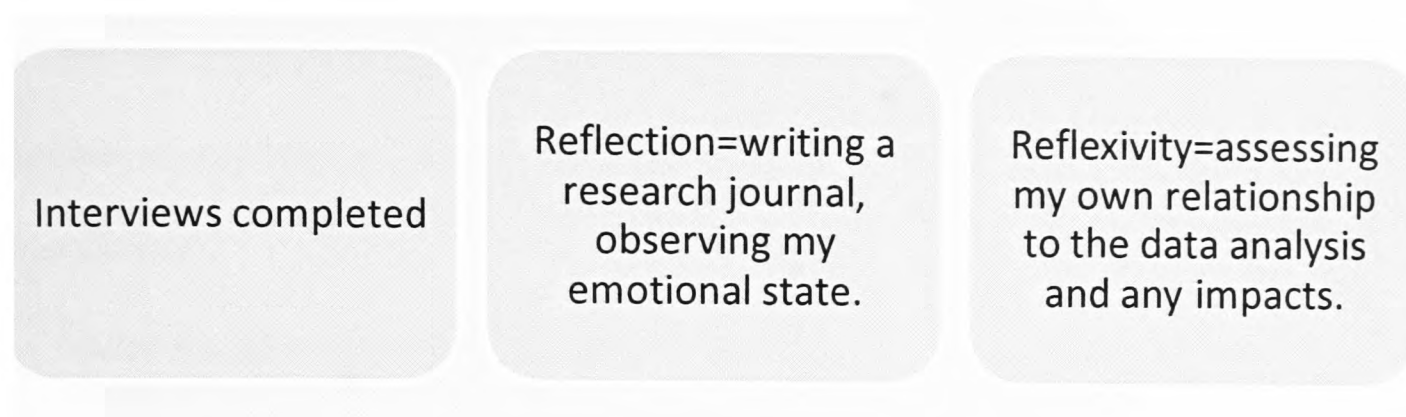 Interviews completed
Reflection=writing a
research journal,
observing my
emotional state.
Reflexivity=assessing
my own relationship
to the data analysis
and any impacts.